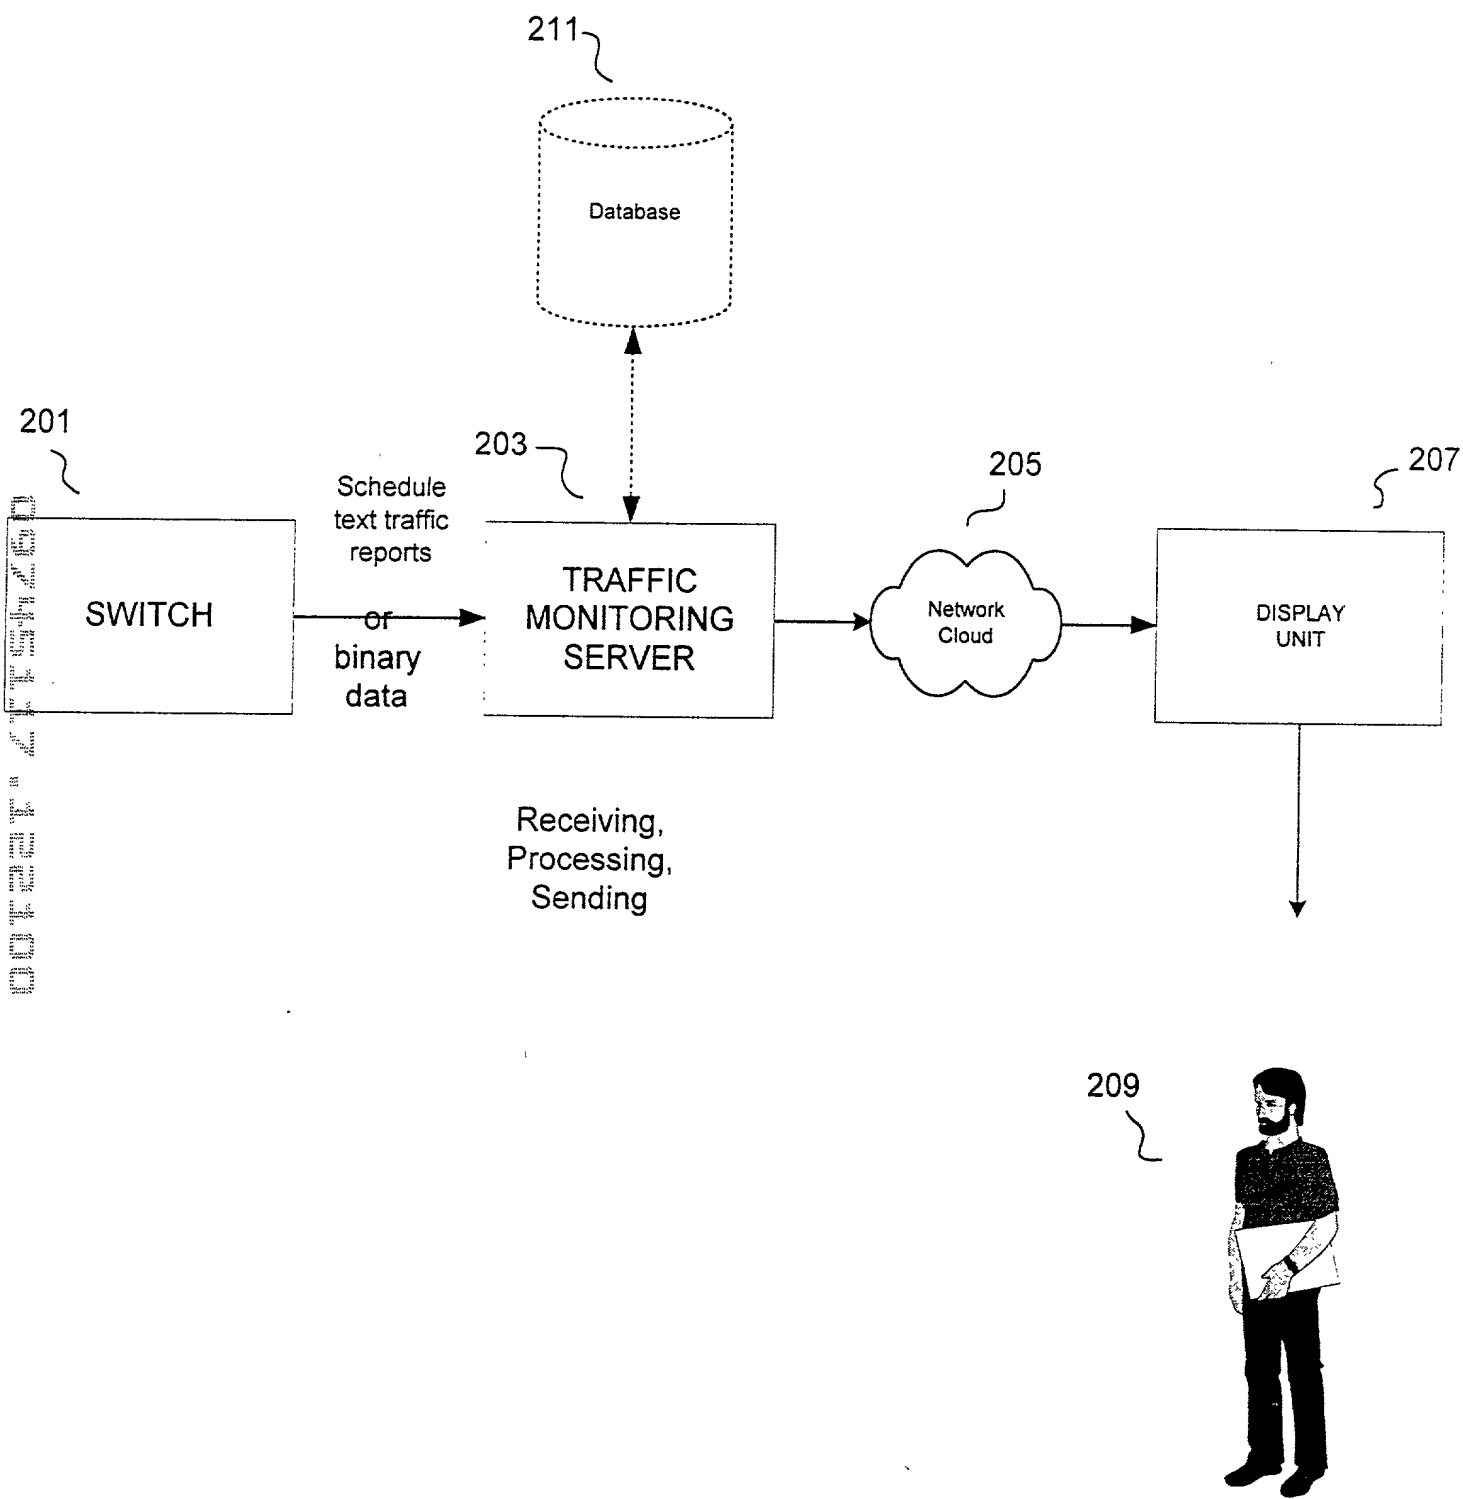 211
Database
201
203
205
207
Schedule
text traffic
reports
or
binary
data
SWITCH
TRAFFIC
MONITORING
SERVER
Network
Cloud
DISPLAY
UNIT
Receiving,
Processing,
Sending
209